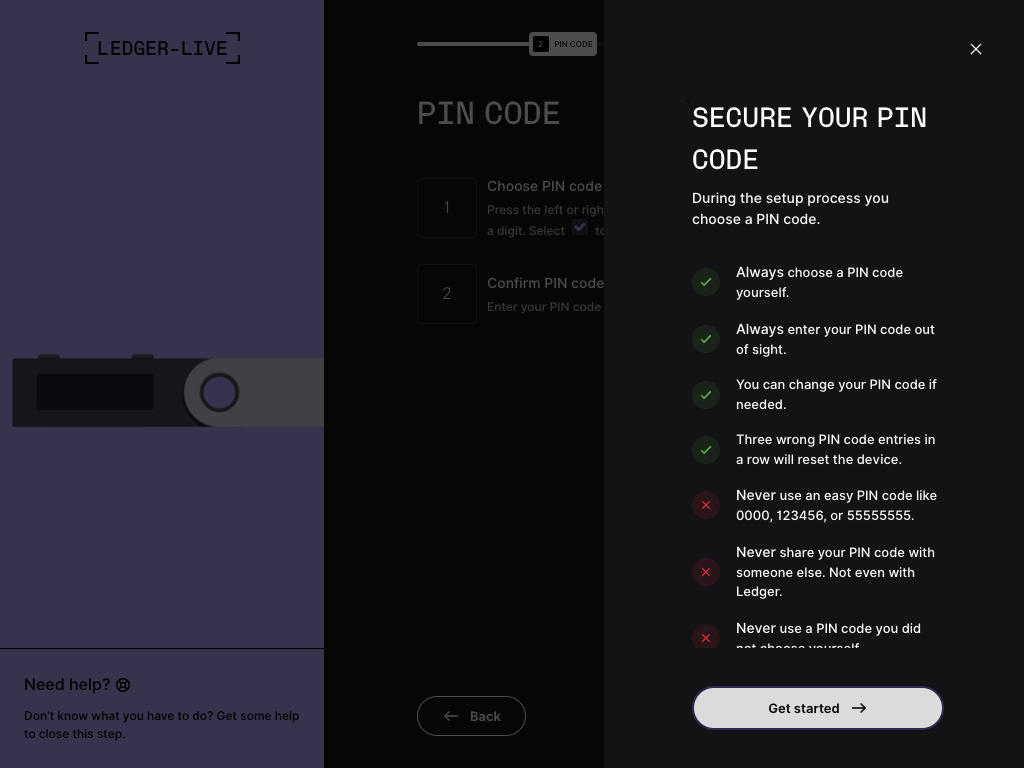 LEDGER-LIVE
2 PIN CODE
PIN CODE
1
Choose PIN code
Press the left or righ
a digit. Select to
2
Confirm PIN code
Enter your PIN code
Back
Need help?
Don't know what you have to do? Get some help
to close this step.
SECURE YOUR PIN
CODE
During the setup process you
choose a PIN code.
Always choose a PIN code
yourself.
Always enter your PIN code out
of sight.
You can change your PIN code if
needed.
Three wrong PIN code entries in
a row will reset the device.
Never use an easy PIN code like
0000, 123456, or 55555555.
Never share your PIN code with
someone else. Not even with
Ledger.
Never use a PIN code you did
not choose yourself.
Get started